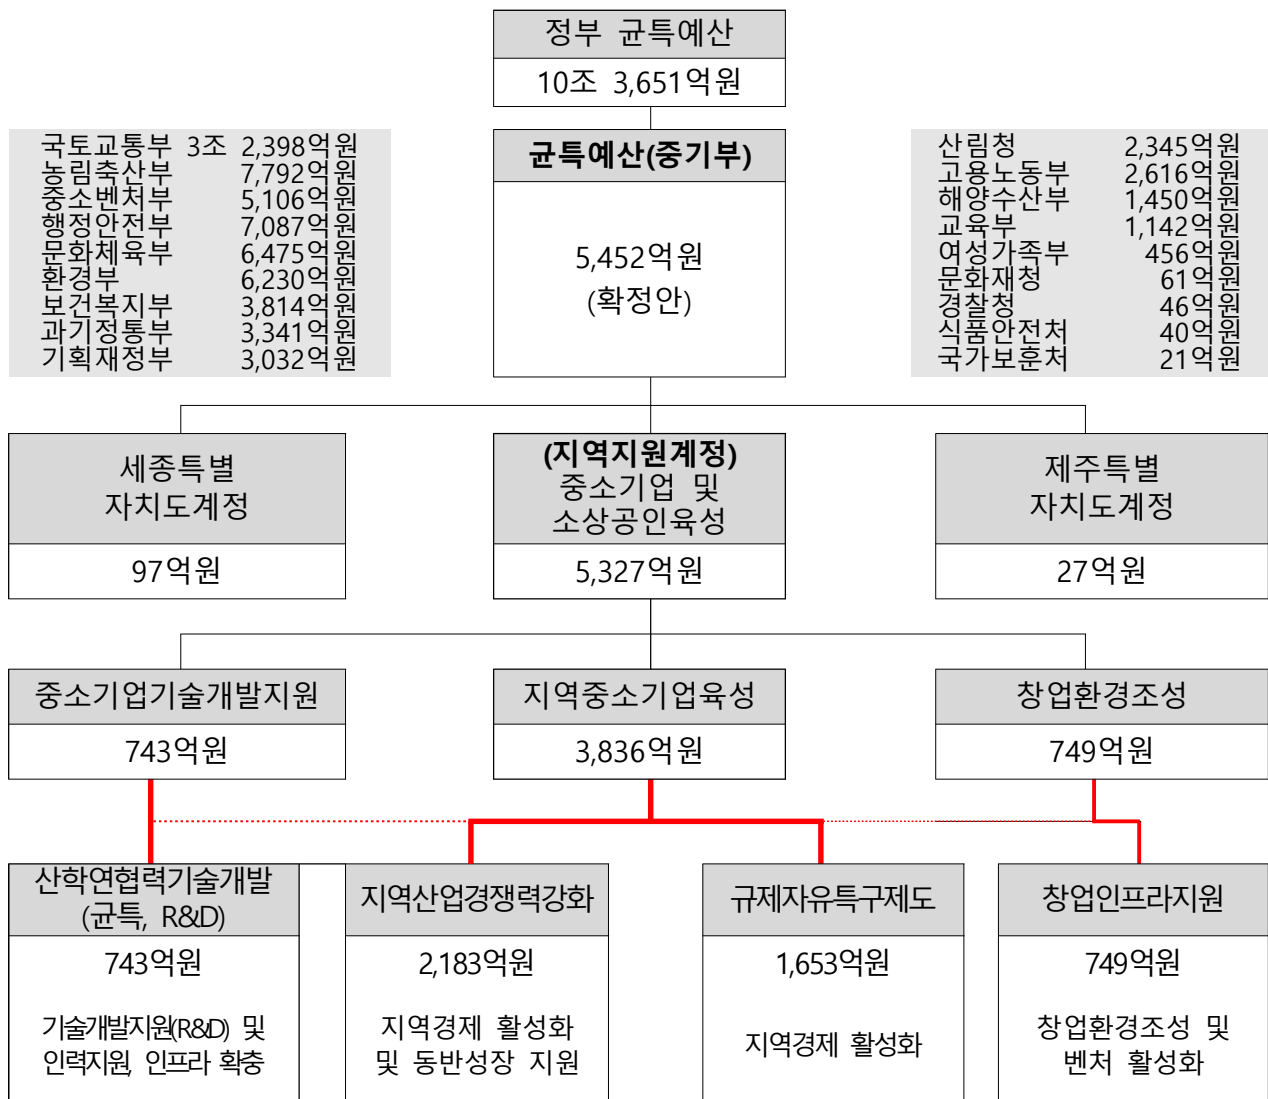 정부 균특예산
10조 3,651억원
국토교통부 3조 2,398억원
농림축산부 7,792억원
중소벤처부 5,106억원
행정안전부 7,087억원
문화체육부 6,475억원
환경부 6,230억원
보건복지부 3,814억원
과기정통부 3,341억원
기획재정부 3,032억원
균특예산(중기부)
5,452억원
(확정안)
산림청 2,345억원
고용노동부 2,616억원
해양수산부 1,450억원
교육부 1,142억원
여성가족부 456억원
문화재청 61억원
경찰청 46억원
식품안전처 40억원
국가보훈처 21억원
세종특별
자치도계정
97억원
(지역지원계정)
중소기업 및
소상공인육성
5,327억원
제주특별
자치도계정
27억원
중소기업기술개발지원
743억원
지역중소기업육성
3,836억원
창업환경조성
749억원
산학연협력기술개발
(균특, R&D)
743억원
기술개발지원(R&D) 및
인력지원, 인프라 확충
지역산업경쟁력강화
2,183억원
지역경제 활성화
및 동반성장 지원
규제자유특구제도
1,653억원
지역경제 활성화
창업인프라지원
749억원
창업환경조성 및
벤처 활성화